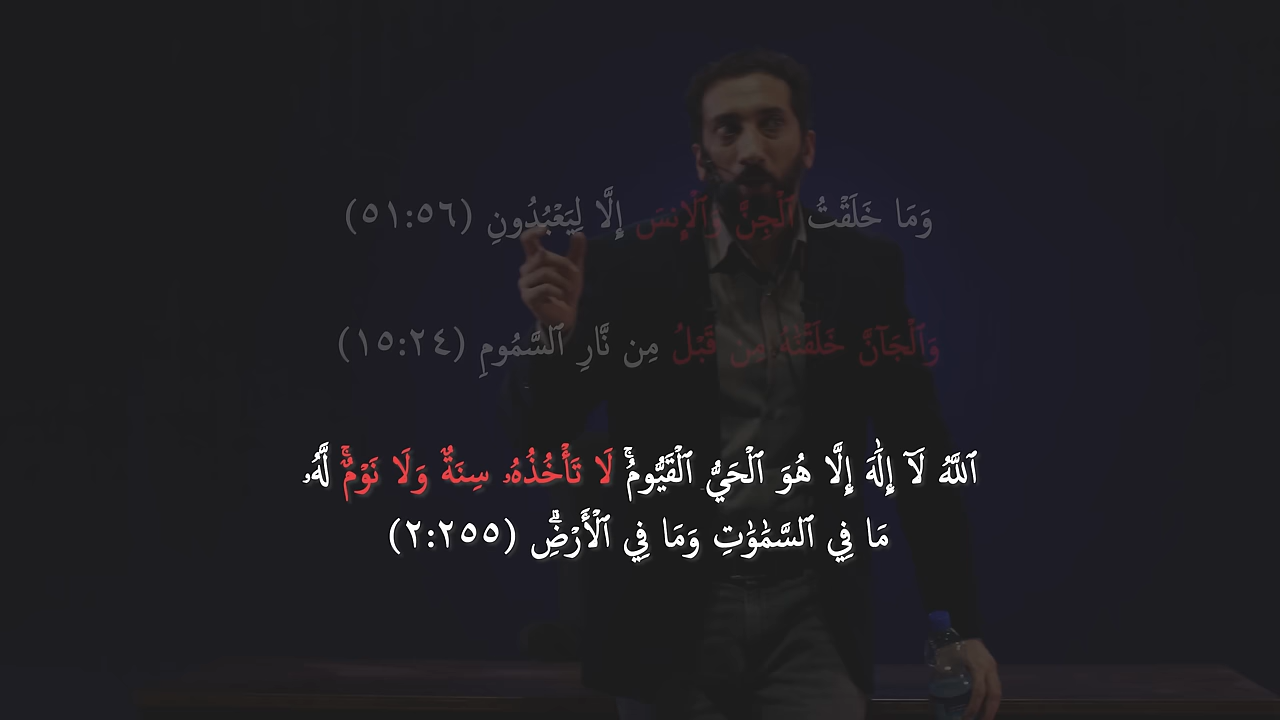 وَمَا خَلَقْتُ ٱلْجِنَّ وَٱلْإِنسَ إِلَّا لِيَعْبُدُونِ (٥١:٥٦)
وَٱلْجَآنَّ خَلَقْنَٰهُ مِن قَبْلُ مِن نَّارِ ٱلسَّمُومِ (١٥:٢٤)
ٱللَّهُ لَآ إِلَٰهَ إِلَّا هُوَ ٱلْحَيُّ ٱلْقَيُّومُ ۚ لَا تَأْخُذُهُۥ سِنَةٌ وَلَا نَوْمٌ ۚ لَّهُۥ
مَا فِي ٱلسَّمَٰوَٰتِ وَمَا فِي ٱلْأَرْضِ ۗ (٢:٢٥٥)